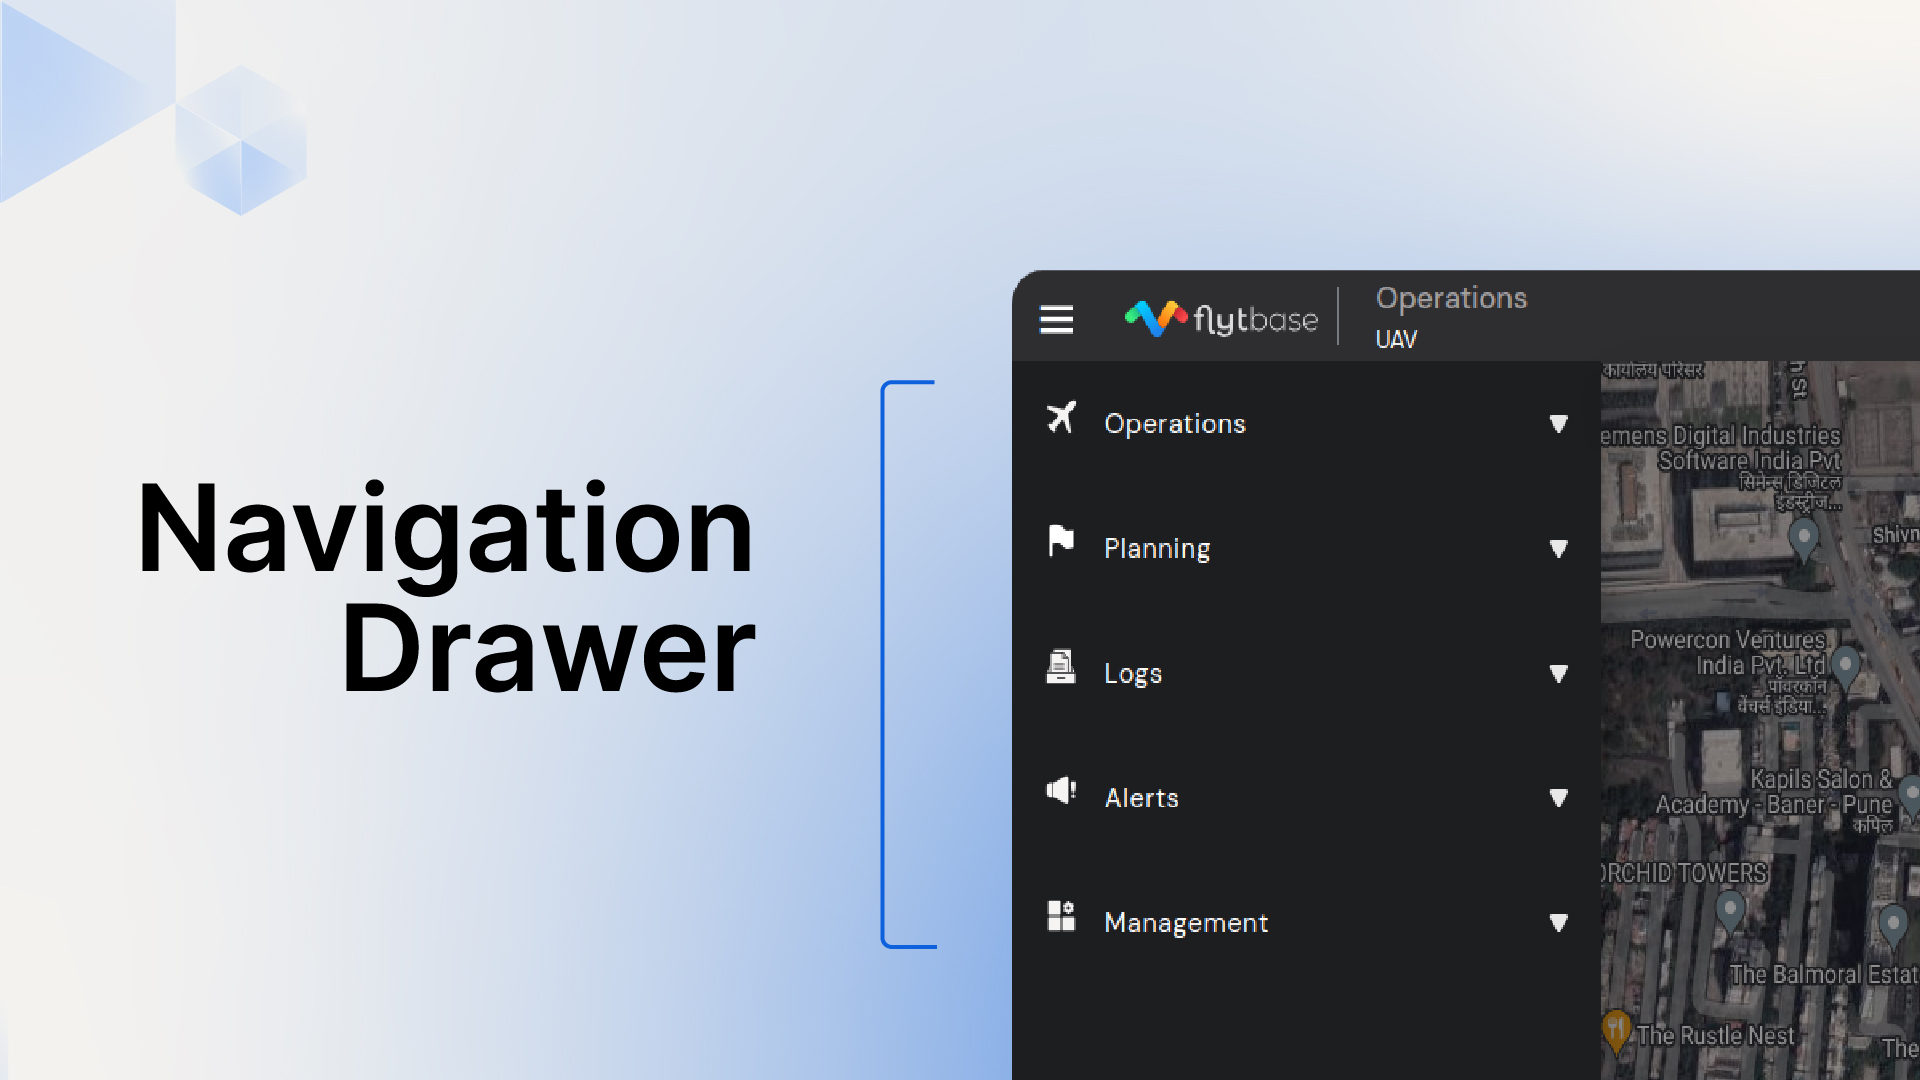 Navigation
Drawer
flytbase
Operations
UAV
Operations
Planning
Logs
Alerts
Management
कार्यालय परिसर
h St
emens Digital Industries
Software India Pvt
सिमेन्स डिजिटल
इंडस्ट्रीज...
Shivn
Powercon Ventures
India Pvt. Ltd
पॉवरकॉन
वेंचर्स इंडिया...
Kapils Salon &
Academy - Baner - Pune
कपिल
ORCHID TOWERS
The Balmoral Estat
The Rustle Nest
The